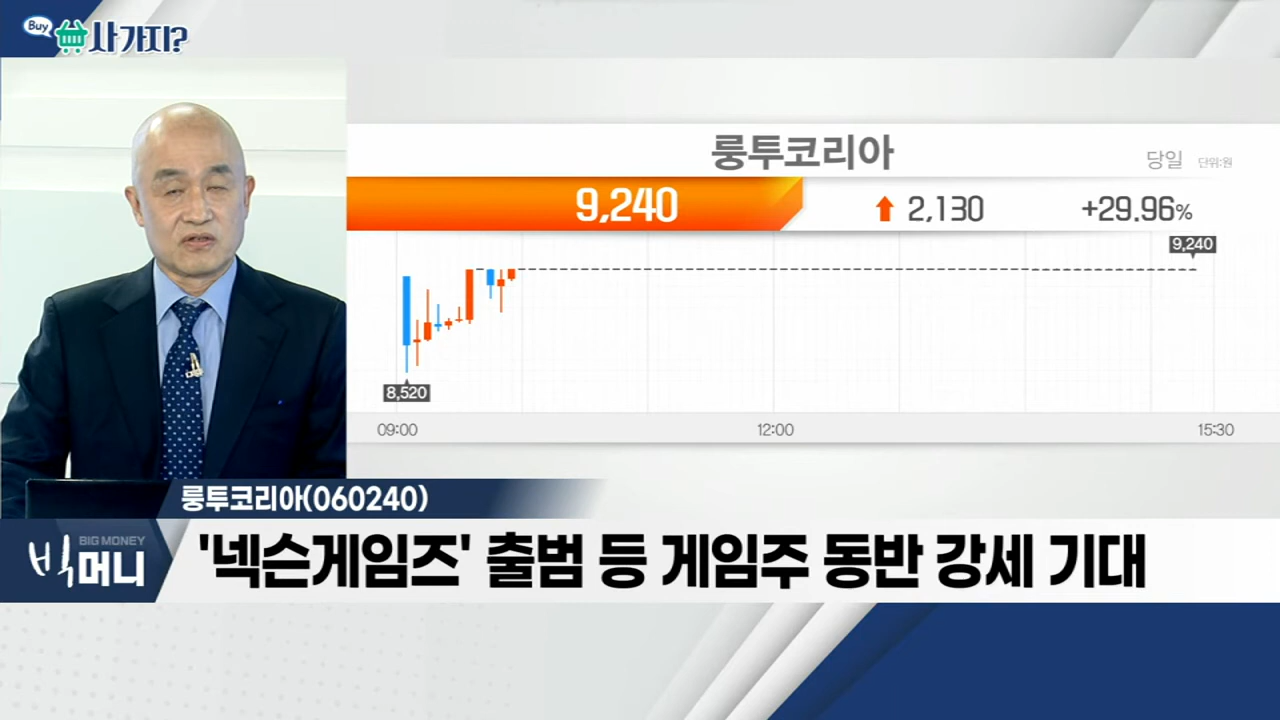 Buy 사가지?
룽투코리아
당일 단위:원
9,240 2,130 +29.96%
9,240
8,520
09:00 12:00 15:30
룽투코리아(060240)
BIG MONEY
빅머니
'넥슨게임즈' 출범 등 게임주 동반 강세 기대